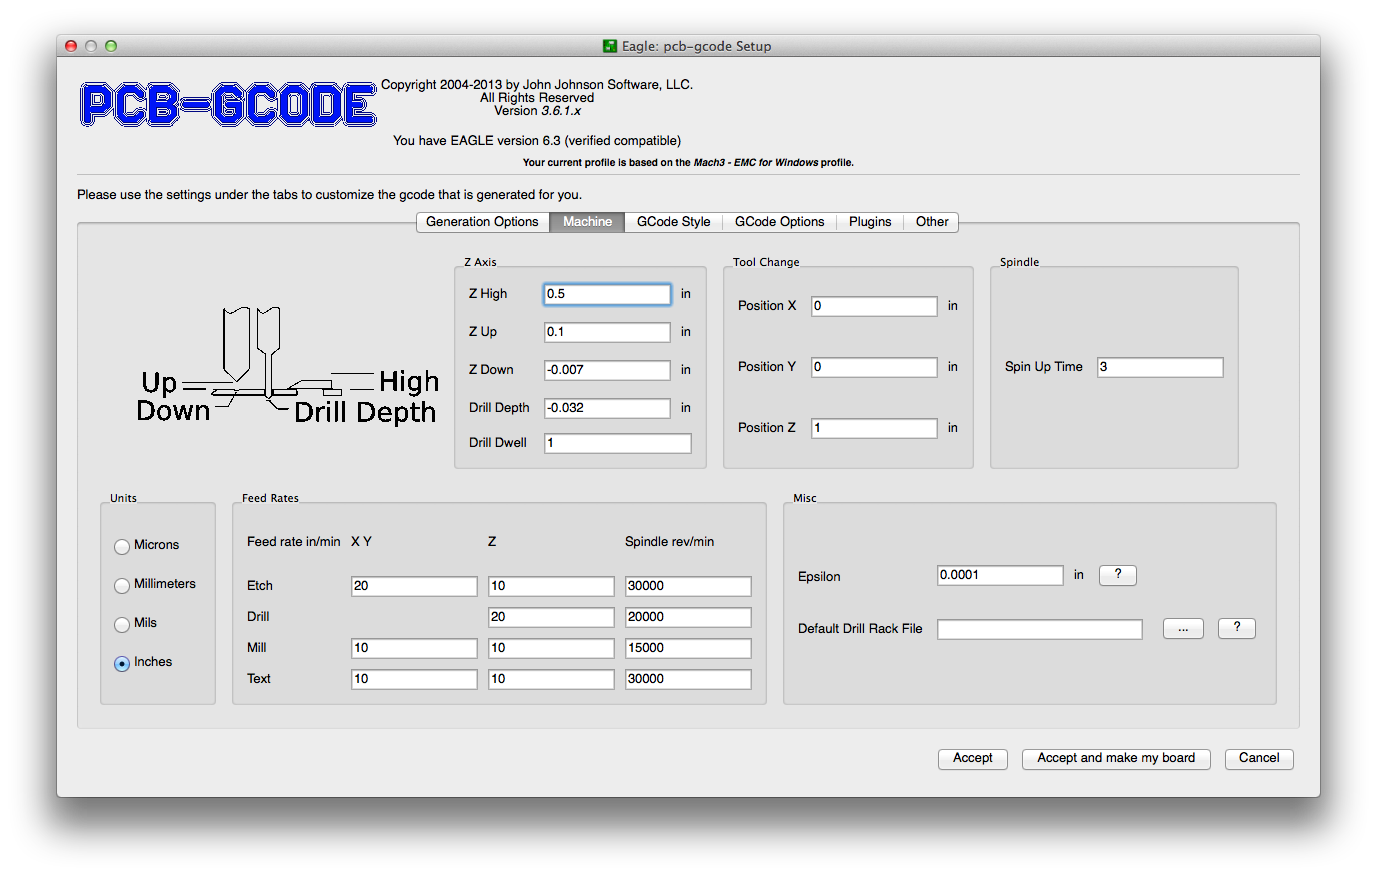 Eagle: pcb-gcode Setup
PCB-GCODE
Copyright 2004-2013 by John Johnson Software, LLC.
All Rights Reserved
Version 3.6.1.x
You have EAGLE version 6.3 (verified compatible)
Your current profile is based on the Mach3 - EMC for Windows profile.
Please use the settings under the tabs to customize the gcode that is generated for you.
Generation Options Machine GCode Style GCode Options Plugins Other
Up
Down
High
Drill Depth
Z Axis
Z High 0.5 in
Z Up 0.1 in
Z Down -0.007 in
Drill Depth -0.032 in
Drill Dwell 1
Tool Change
Position X 0 in
Position Y 0 in
Position Z 1 in
Spindle
Spin Up Time 3
Units
Microns
Millimeters
Mils
Inches
Feed Rates
Feed rate in/min X Y Z Spindle rev/min
Etch 20 10 30000
Drill 20 20000
Mill 10 10 15000
Text 10 10 30000
Misc
Epsilon 0.0001 in ?
Default Drill Rack File ... ?
Accept Accept and make my board Cancel